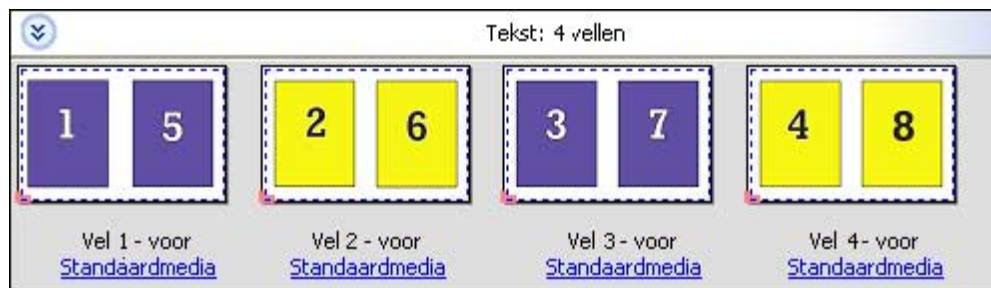 Tekst: 4 vellen
1 5 2 6 3 7 4 8
Vel 1 - voor Vel 2 - voor Vel 3 - voor Vel 4 - voor
Standaardmedia Standaardmedia Standaardmedia Standaardmedia